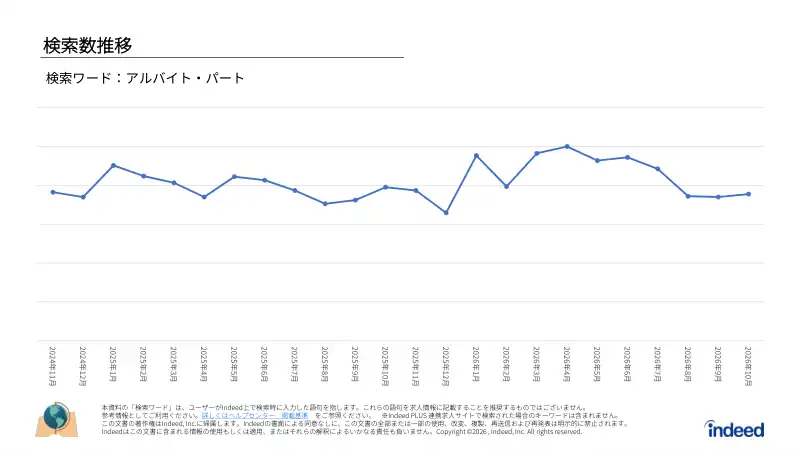 検索数推移
検索ワード：アルバイト・パート
2024年11月
2024年12月
2025年1月
2025年2月
2025年3月
2025年4月
2025年5月
2025年6月
2025年7月
2025年8月
2025年9月
2025年10月
2025年11月
2025年12月
2026年1月
2026年2月
2026年3月
2026年4月
2026年5月
2026年6月
2026年7月
2026年8月
2026年9月
2026年10月
本資料の「検索ワード」は、ユーザーがIndeed上で検索時に入力した語句を指します。これらの語句を求人情報に記載することを推奨するものではございません。
参考情報としてご利用ください。詳しくはヘルプセンター 掲載基準 をご参照ください。 ※Indeed PLUS 連携求人サイトで検索された場合のキーワードは含まれません。
この文書の著作権はIndeed, Inc.に帰属します。Indeedの書面による同意なしに、この文書の全部または一部の使用、改変、複製、再送信および再発表は明示的に禁止されます。
Indeedはこの文書に含まれる情報の使用もしくは適用、またはそれらの解釈によるいかなる責任も負いません。Copyright ©2026 , Indeed, Inc. All rights reserved.
indeed